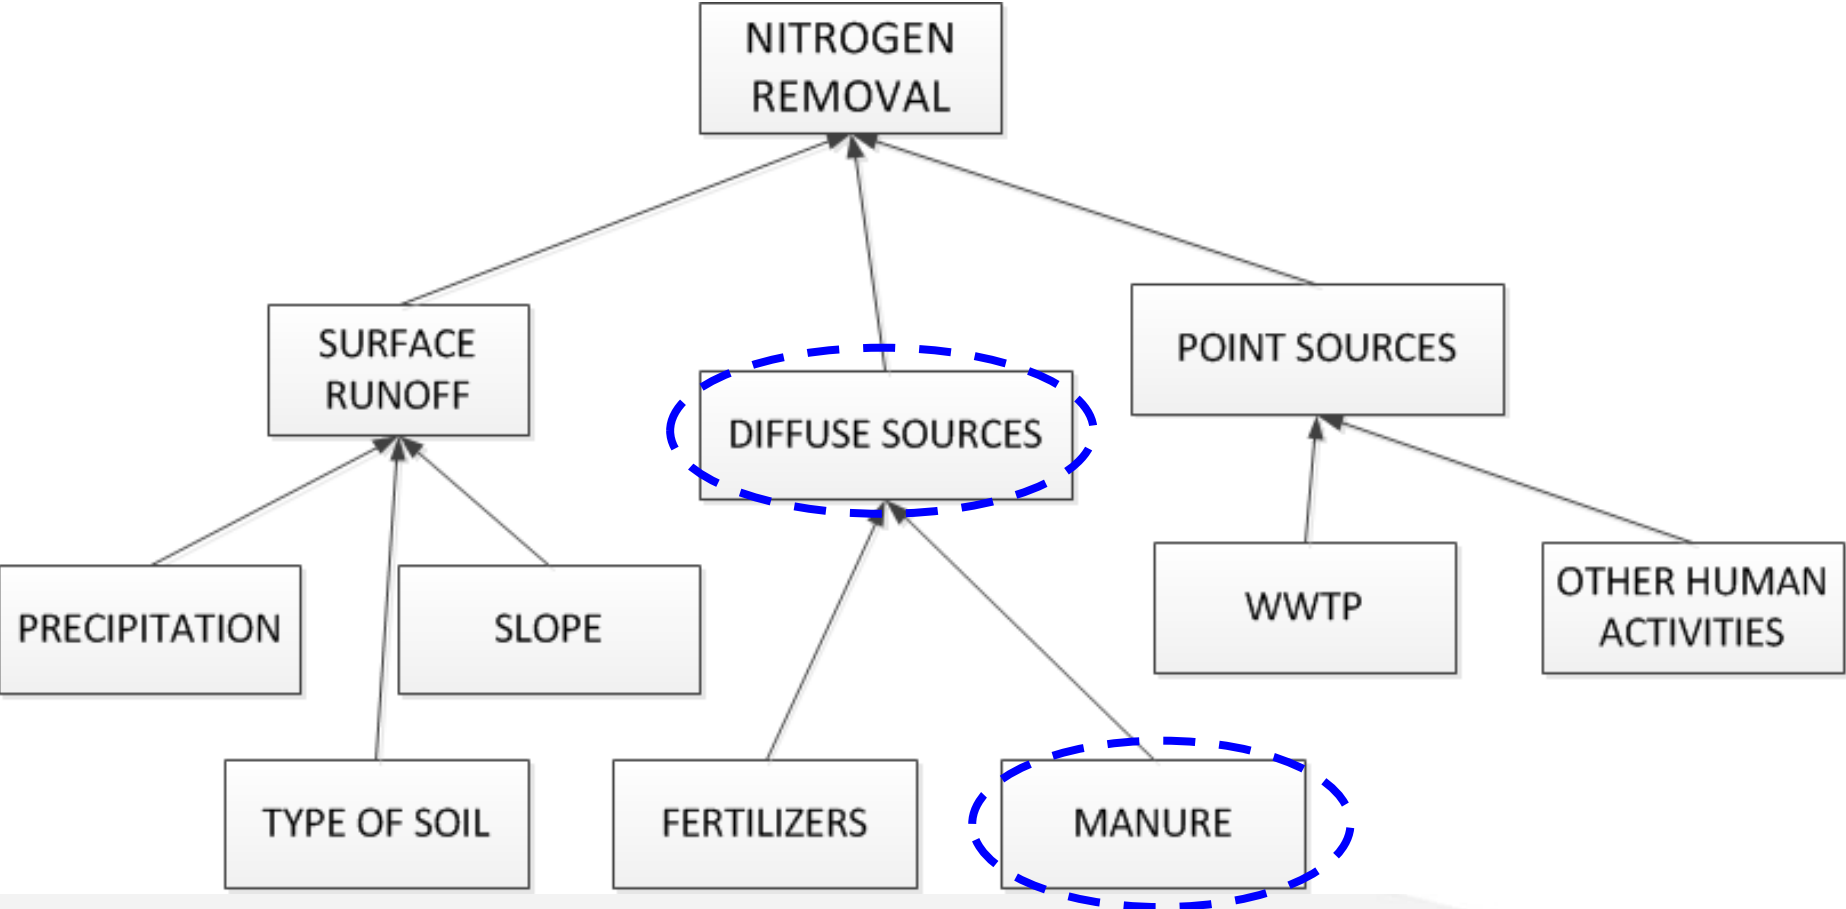 NITROGEN
REMOVAL
SURFACE
RUNOFF
DIFFUSE SOURCES
POINT SOURCES
PRECIPITATION
SLOPE
WWTP
OTHER HUMAN
ACTIVITIES
TYPE OF SOIL
FERTILIZERS
MANURE